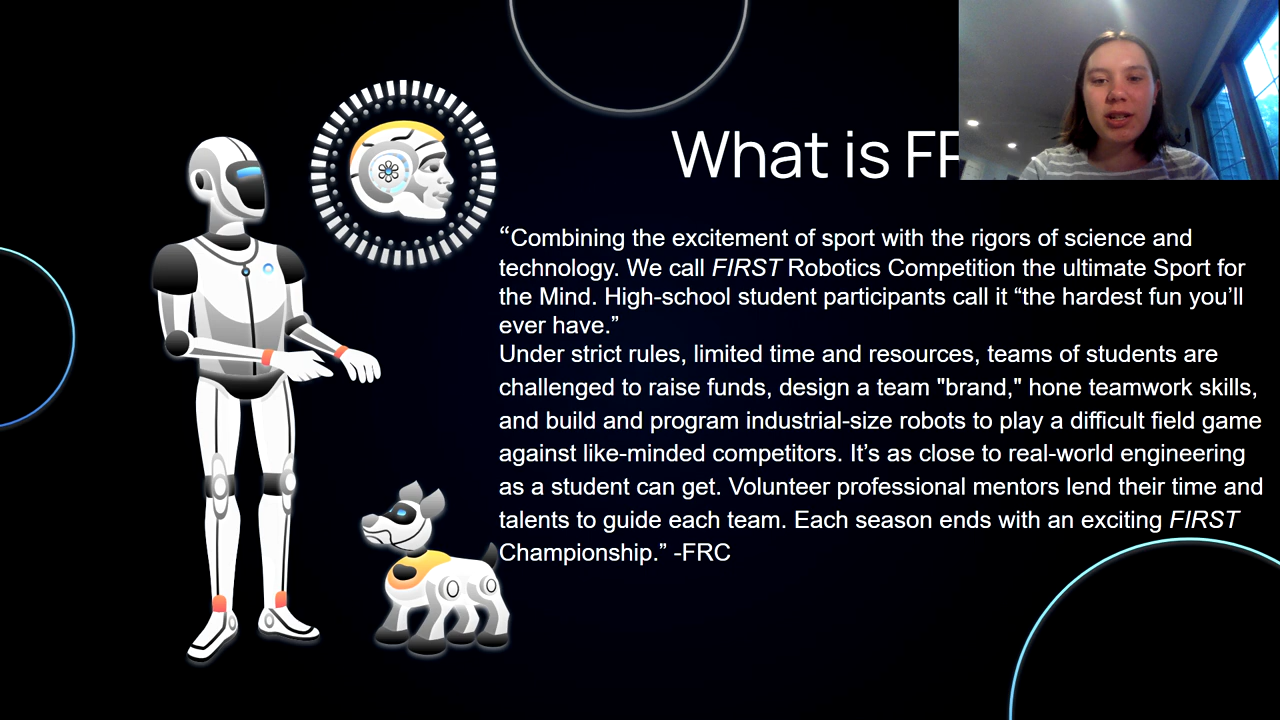 What is
“Combining the excitement of sport with the rigors of science and
technology. We call FIRST Robotics Competition the ultimate Sport for
the Mind. High-school student participants call it “the hardest fun you’ll
ever have.”
Under strict rules, limited time and resources, teams of students are
challenged to raise funds, design a team "brand," hone teamwork skills,
and build and program industrial-size robots to play a difficult field game
against like-minded competitors. It’s as close to real-world engineering
as a student can get. Volunteer professional mentors lend their time and
talents to guide each team. Each season ends with an exciting FIRST
Championship.” -FRC